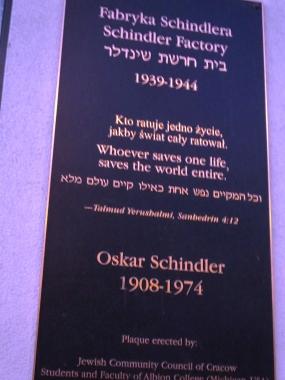 Fabryka Schindlera
Schindler Factory
בית חרשת שינדלר
1939-1944
Kto ratuje jedno życie,
jakby świat cały ratował.
Whoever saves one life,
saves the world entire.
וכל המקיים נפש אחת כאילו קיים עולם מלא
—Talmud Yerushalmi, Sanhedrin 4:12
Oskar Schindler
1908-1974
Plaque erected by:
Jewish Community Council of Cracow
Students and Faculty of Albion College (Michigan, USA)